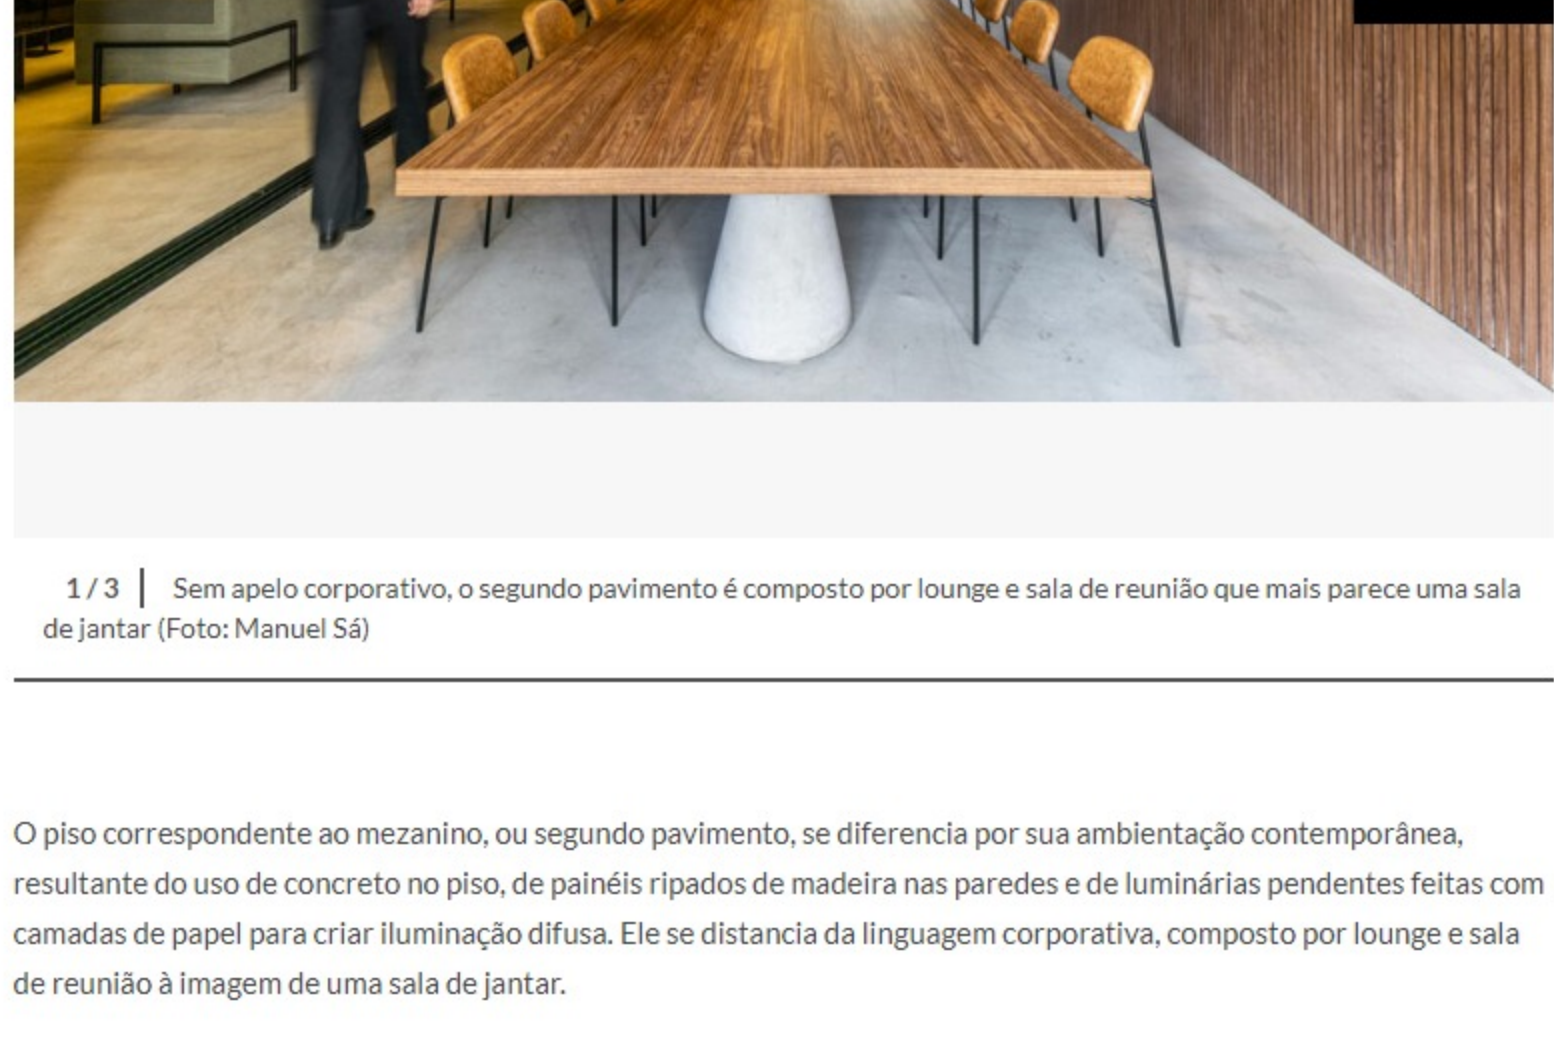 1 / 3 | Sem apelo corporativo, o segundo pavimento é composto por lounge e sala de reunião que mais parece uma sala
de jantar (Foto: Manuel Sá)
O piso correspondente ao mezanino, ou segundo pavimento, se diferencia por sua ambientação contemporânea,
resultante do uso de concreto no piso, de painéis ripados de madeira nas paredes e de luminárias pendentes feitas com
camadas de papel para criar iluminação difusa. Ele se distancia da linguagem corporativa, composto por lounge e sala
de reunião à imagem de uma sala de jantar.